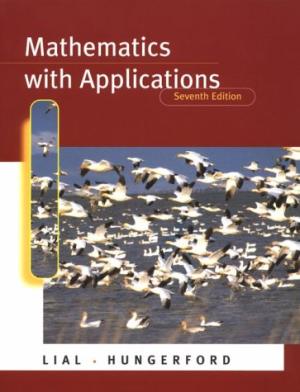 Mathematics
with Applications
Seventh Edition
LIAL · HUNGERFORD